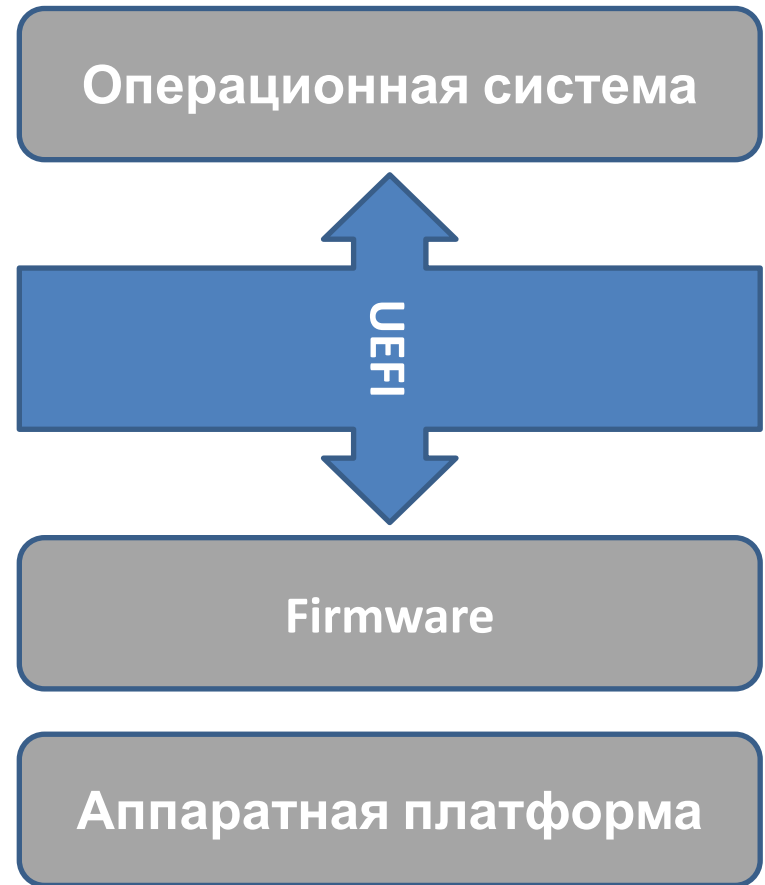 Операционная система
UEFI
Firmware
Аппаратная платформа